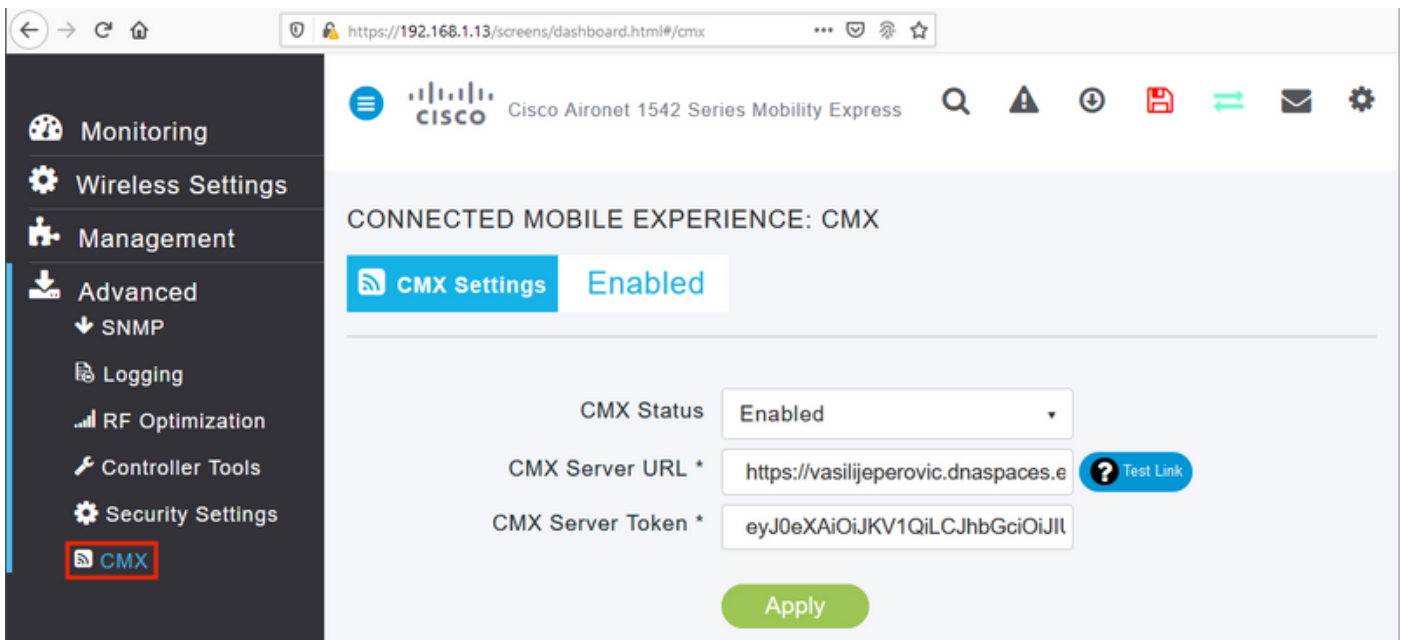 https://192.168.1.13/screens/dashboard.html#/cmx
CISCO Cisco Aironet 1542 Series Mobility Express
Monitoring
Wireless Settings
Management
Advanced
SNMP
Logging
RF Optimization
Controller Tools
Security Settings
CMX
CONNECTED MOBILE EXPERIENCE: CMX
CMX Settings Enabled
CMX Status Enabled
CMX Server URL * https://vasilijeperovic.dnaspaces.e ? Test Link
CMX Server Token * eyJ0eXAiOiJKV1QiLCJhbGciOiJIU
Apply